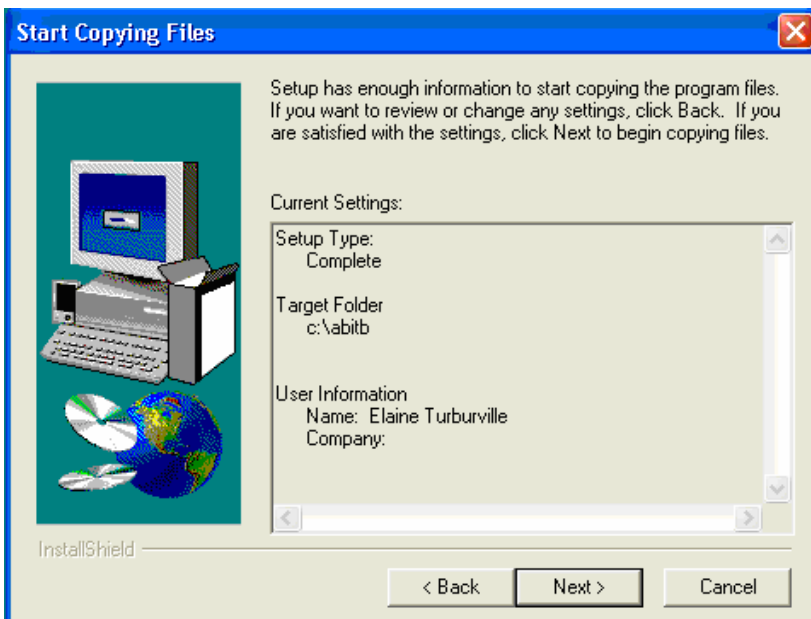 Start Copying Files
Setup has enough information to start copying the program files.
If you want to review or change any settings, click Back.  If you
are satisfied with the settings, click Next to begin copying files.
Current Settings:
Setup Type:
Complete
Target Folder
c:\abitb
User Information
Name:  Elaine Turburville
Company:
InstallShield
< Back
Next >
Cancel